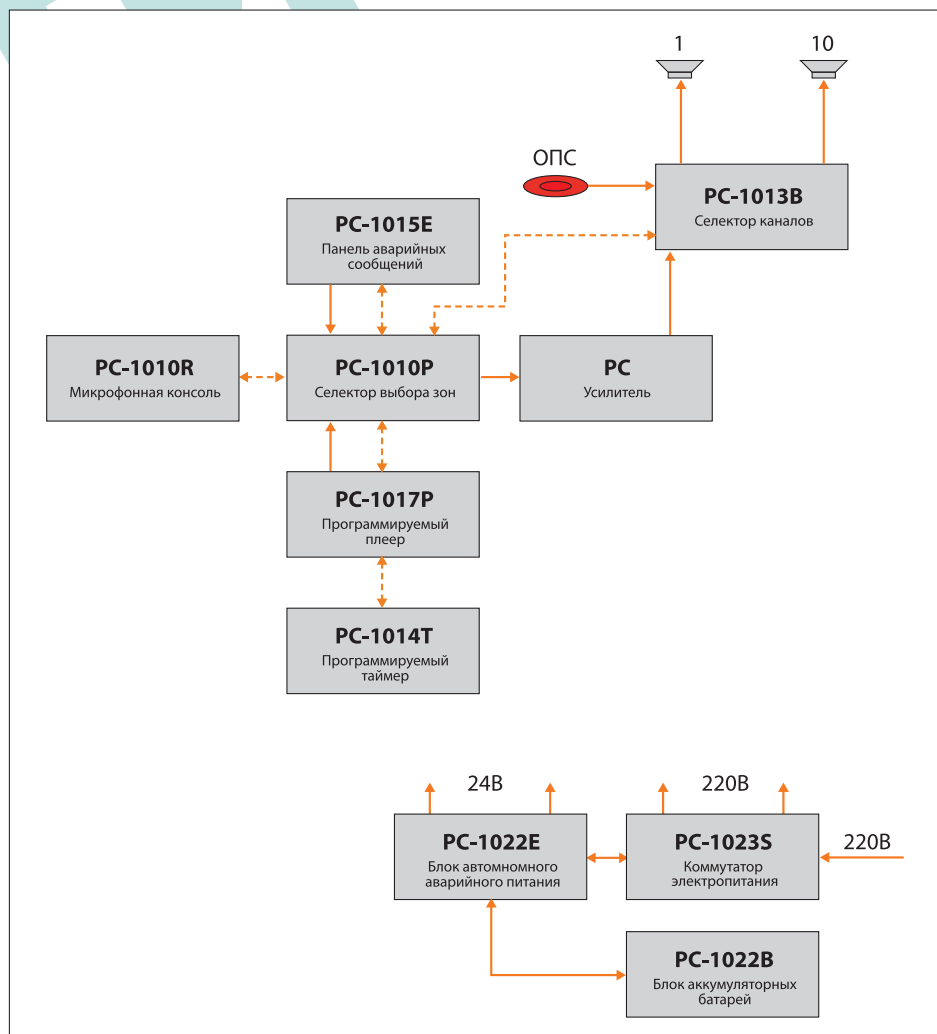 1
10
ОПС
PC-1013B
Селектор каналов
PC-1015E
Панель аварийных
сообщений
PC-1010R
Микрофонная консоль
PC-1010P
Селектор выбора зон
PC
Усилитель
PC-1017P
Программируемый
плеер
PC-1014T
Программируемый
таймер
24В
220В
PC-1022E
Блок автомномного
аварийного питания
PC-1023S
Коммутатор
электропитания
220В
PC-1022B
Блок аккумуляторных
батарей